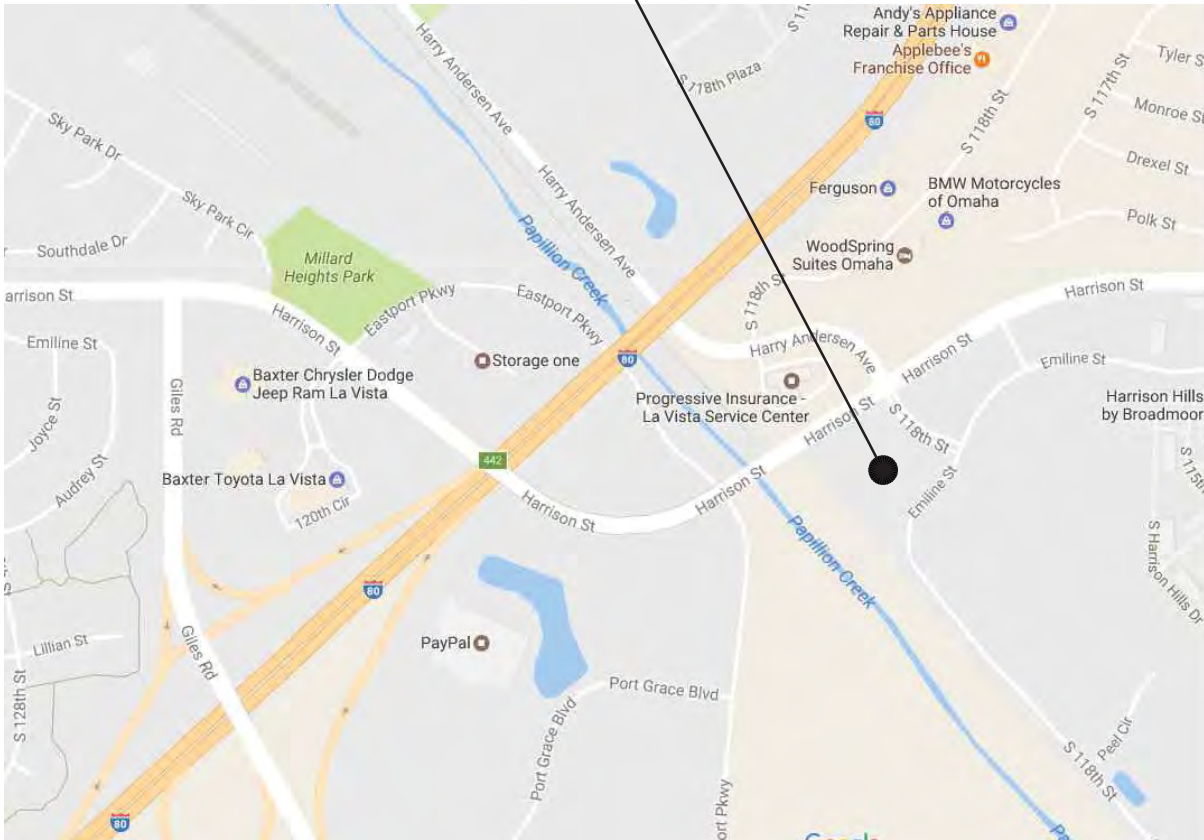 Andy's Appliance
Repair & Parts House
Applebee's
Franchise Office
Harry Andersen Ave
S 118th Plaza
S 117th St
Tyler S
Monroe St
Drexel St
Polk St
80
S 118th St
Sky Park Dr
Sky Park Cir
Southdale Dr
Harry Andersen Ave
Ferguson
BMW Motorcycles
of Omaha
WoodSpring
Suites Omaha
Millard
Heights Park
Papillion Creek
arrison St
Harrison St
Eastport Pkwy
Eastport Pkwy
S 118th St
Harrison St
Emiline St
Giles Rd
Joyce St
Audrey St
Baxter Chrysler Dodge
Jeep Ram La Vista
Storage one
80
Harry Andersen Ave
Harrison St
Emiline St
Progressive Insurance -
La Vista Service Center
Harrison St
S 118th St
Harrison Hills
by Broadmoor
S 115th
Baxter Toyota La Vista
120th Cir
442
Harrison St
Harrison St
Emiline St
Papillion Creek
S Harrison Hills Dr
80
Lillian St
Giles Rd
S 128th St
PayPal
Port Grace Blvd
Port Grace Blvd
ort Pkwy
Peel Cir
S 118th St
80
Google